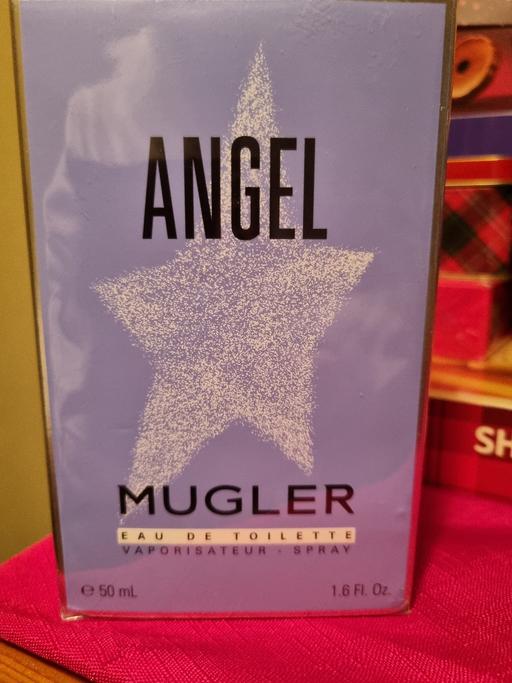 ANGEL
MUGLER
EAU DE TOILETTE
VAPORISATEUR - SPRAY
℮ 50 mL 1.6 Fl. Oz.
SH